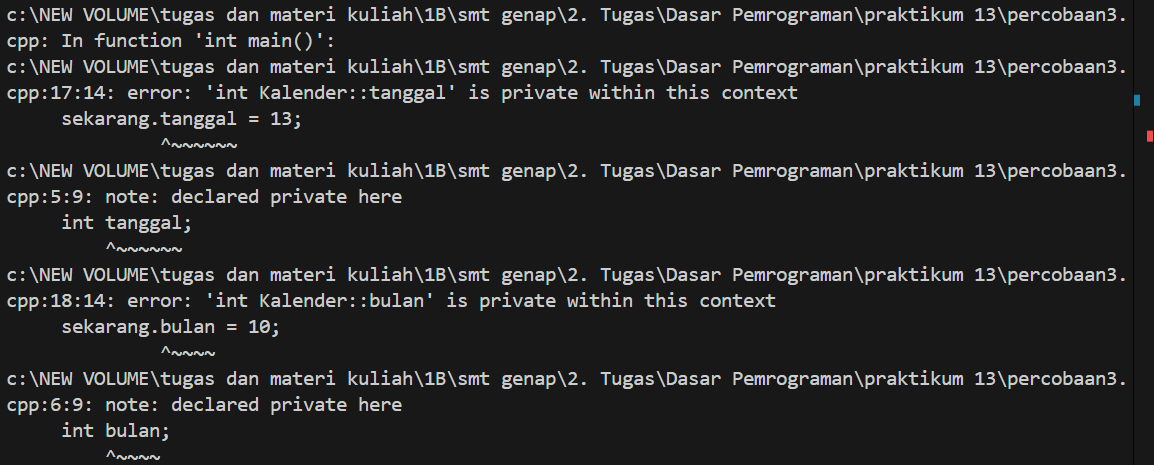 c:\NEW VOLUME\tugas dan materi kuliah\1B\smt genap\2. Tugas\Dasar Pemrograman\praktikum 13\percobaan3.
cpp: In function 'int main()':
c:\NEW VOLUME\tugas dan materi kuliah\1B\smt genap\2. Tugas\Dasar Pemrograman\praktikum 13\percobaan3.
cpp:17:14: error: 'int Kalender::tanggal' is private within this context
     sekarang.tanggal = 13;
              ^~~~~~~
c:\NEW VOLUME\tugas dan materi kuliah\1B\smt genap\2. Tugas\Dasar Pemrograman\praktikum 13\percobaan3.
cpp:5:9: note: declared private here
     int tanggal;
         ^~~~~~~
c:\NEW VOLUME\tugas dan materi kuliah\1B\smt genap\2. Tugas\Dasar Pemrograman\praktikum 13\percobaan3.
cpp:18:14: error: 'int Kalender::bulan' is private within this context
     sekarang.bulan = 10;
              ^~~~~
c:\NEW VOLUME\tugas dan materi kuliah\1B\smt genap\2. Tugas\Dasar Pemrograman\praktikum 13\percobaan3.
cpp:6:9: note: declared private here
     int bulan;
         ^~~~~